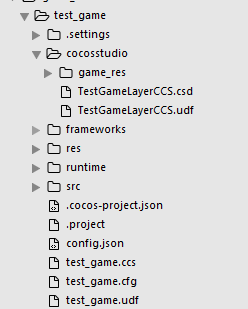 test_game
.settings
cocosstudio
game_res
TestGameLayerCCS.csd
TestGameLayerCCS.udf
frameworks
res
runtime
src
.cocos-project.json
.project
config.json
test_game.ccs
test_game.cfg
test_game.udf